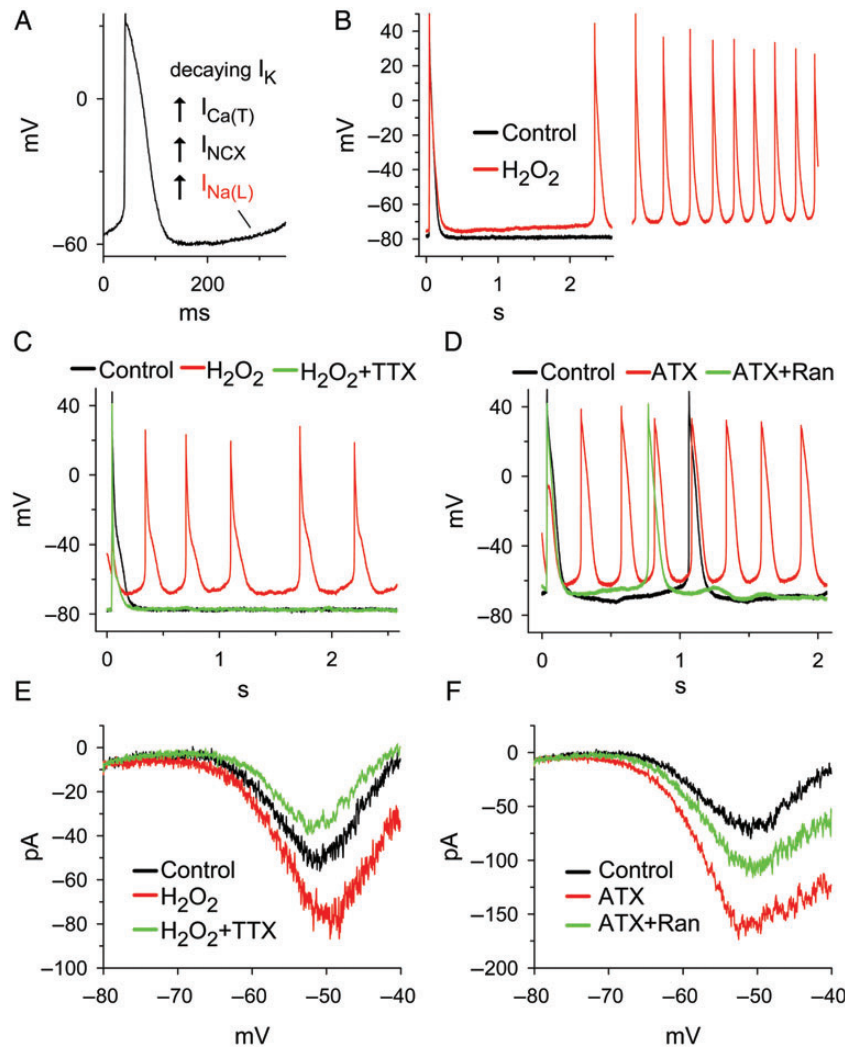 A
B
mV
0
−60
0
200
ms
decaying I_K
↑ I_Ca(T)
↑ I_NCX
↑ I_Na(L)
mV
40
20
0
−20
−40
−60
−80
0
1
2
s
Control
H₂O₂
C
D
Control H₂O₂ H₂O₂+TTX
mV
40
0
−40
−80
0
1
2
s
Control ATX ATX+Ran
mV
40
0
−40
−80
0
1
2
s
E
F
pA
0
−20
−40
−60
−80
−100
Control
H₂O₂
H₂O₂+TTX
−80 −70 −60 −50 −40
mV
pA
0
−50
−100
−150
−200
Control
ATX
ATX+Ran
−80 −70 −60 −50 −40
mV